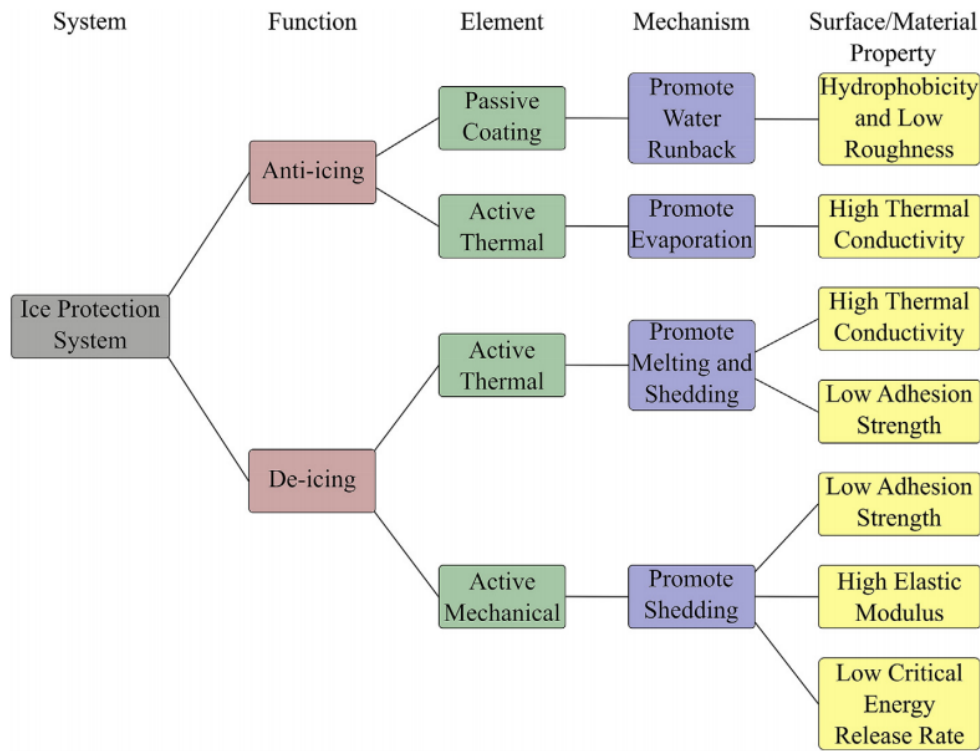 System
Function
Element
Mechanism
Surface/Material
Property
Ice Protection
System
Anti-icing
De-icing
Passive
Coating
Active
Thermal
Active
Thermal
Active
Mechanical
Promote
Water
Runback
Promote
Evaporation
Promote
Melting and
Shedding
Promote
Shedding
Hydrophobicity
and Low
Roughness
High Thermal
Conductivity
High Thermal
Conductivity
Low Adhesion
Strength
Low Adhesion
Strength
High Elastic
Modulus
Low Critical
Energy
Release Rate